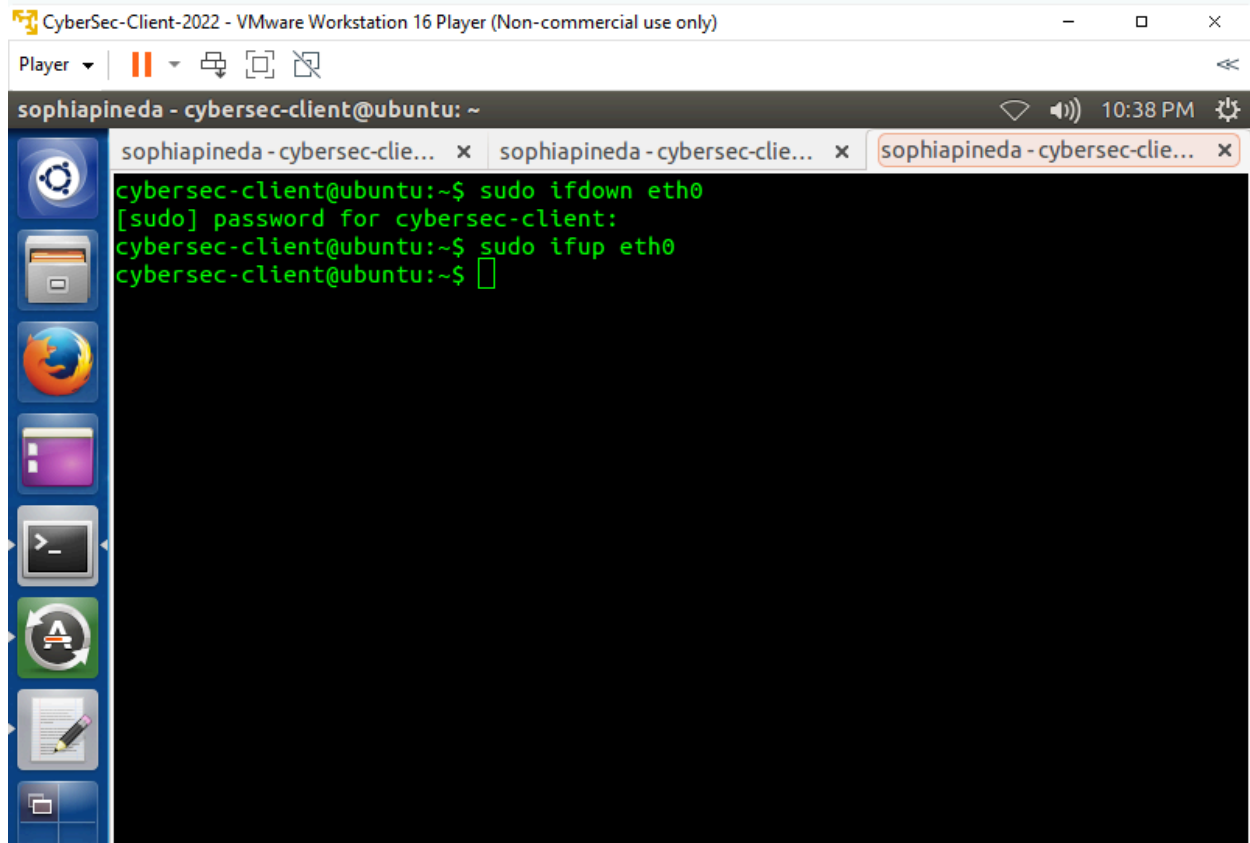 CyberSec-Client-2022 - VMware Workstation 16 Player (Non-commercial use only)
Player
sophiapineda - cybersec-client@ubuntu: ~
10:38 PM
sophiapineda - cybersec-clie...
sophiapineda - cybersec-clie...
sophiapineda - cybersec-clie...
cybersec-client@ubuntu:~$ sudo ifdown eth0
[sudo] password for cybersec-client:
cybersec-client@ubuntu:~$ sudo ifup eth0
cybersec-client@ubuntu:~$